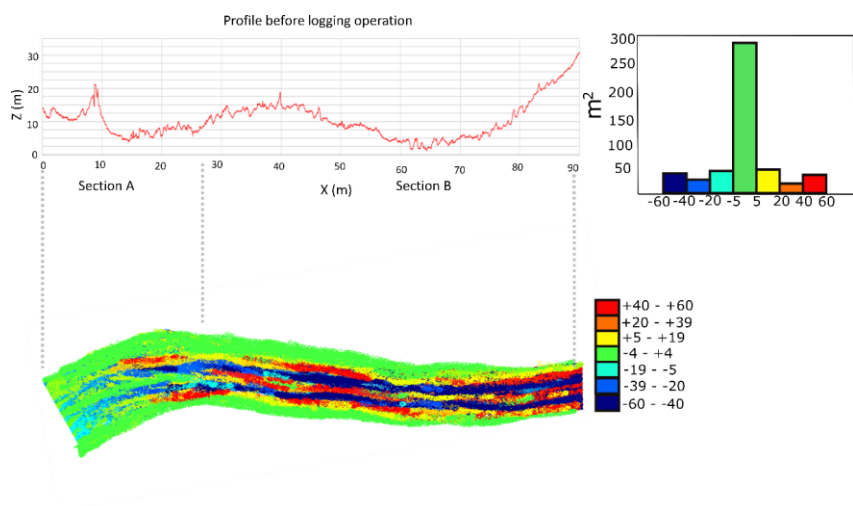 Profile before logging operation
Z (m)
30
20
10
0
0 10 20 30 40 50 60 70 80 90
Section A
X (m)
Section B
m2
300
250
200
150
100
50
-60 -40 -20 -5 5 20 40 60
+40 - +60
+20 - +39
+5 - +19
-4 - +4
-19 - -5
-39 - -20
-60 - -40